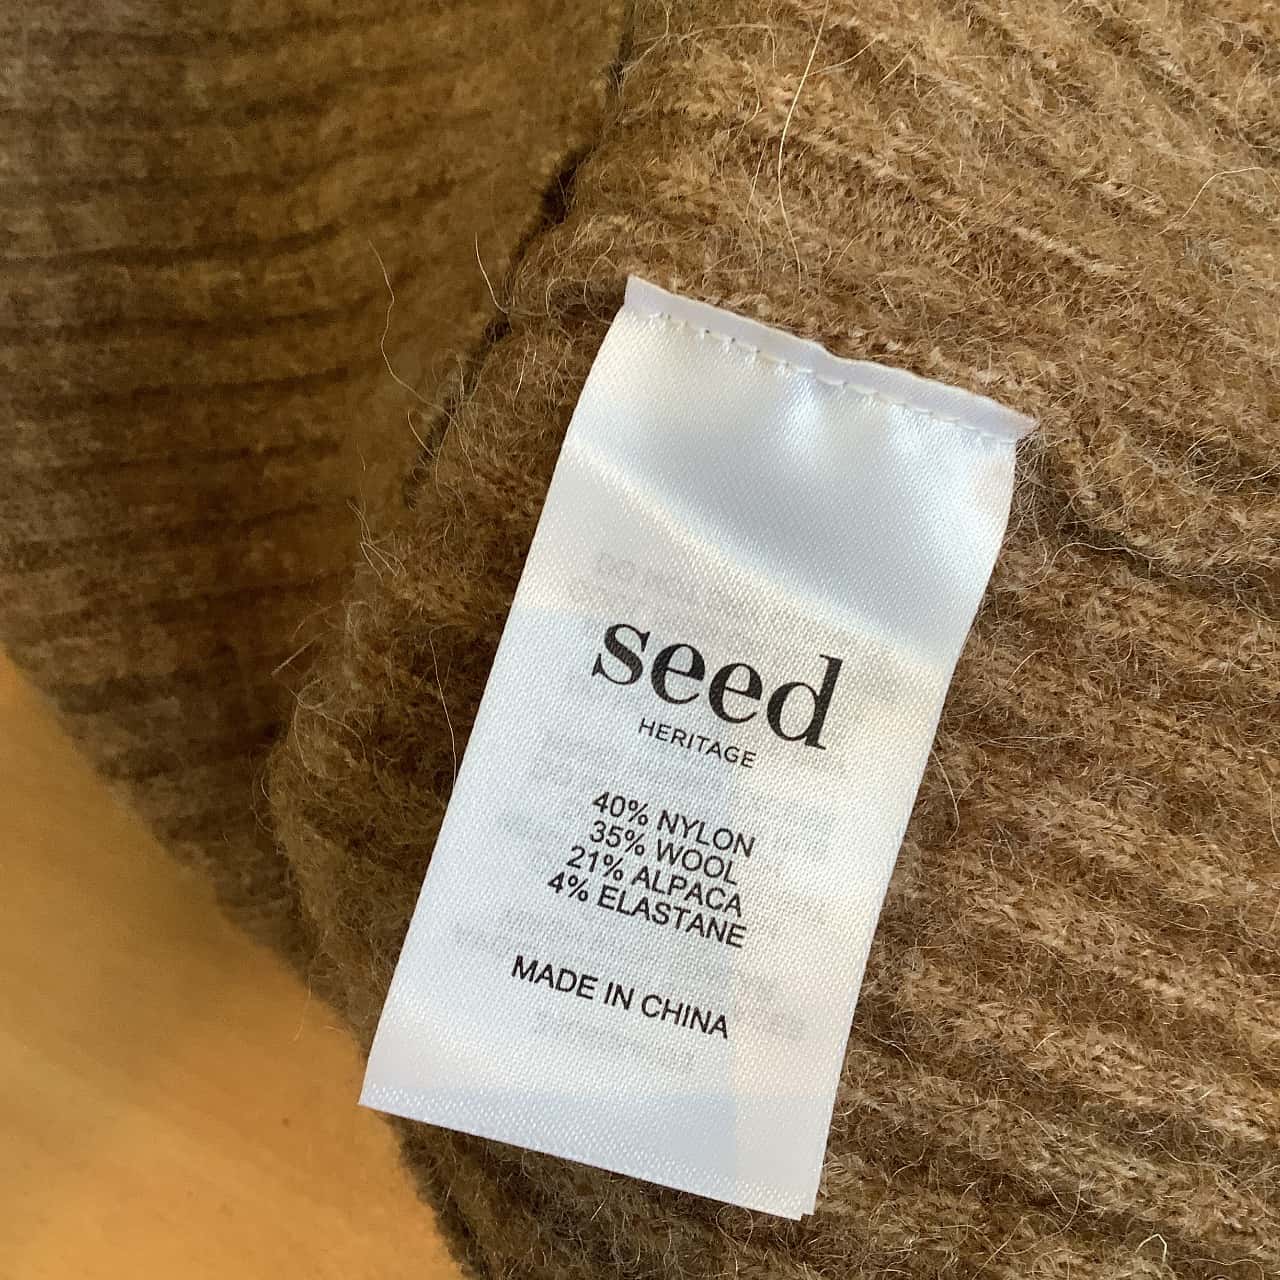 seed
HERITAGE
40% NYLON
35% WOOL
21% ALPACA
4% ELASTANE
MADE IN CHINA